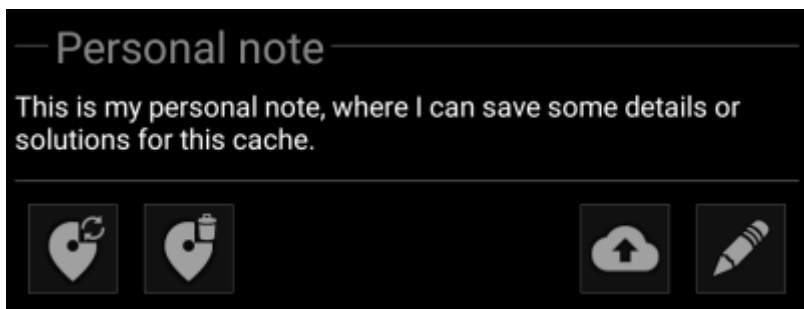 Personal note
This is my personal note, where I can save some details or
solutions for this cache.